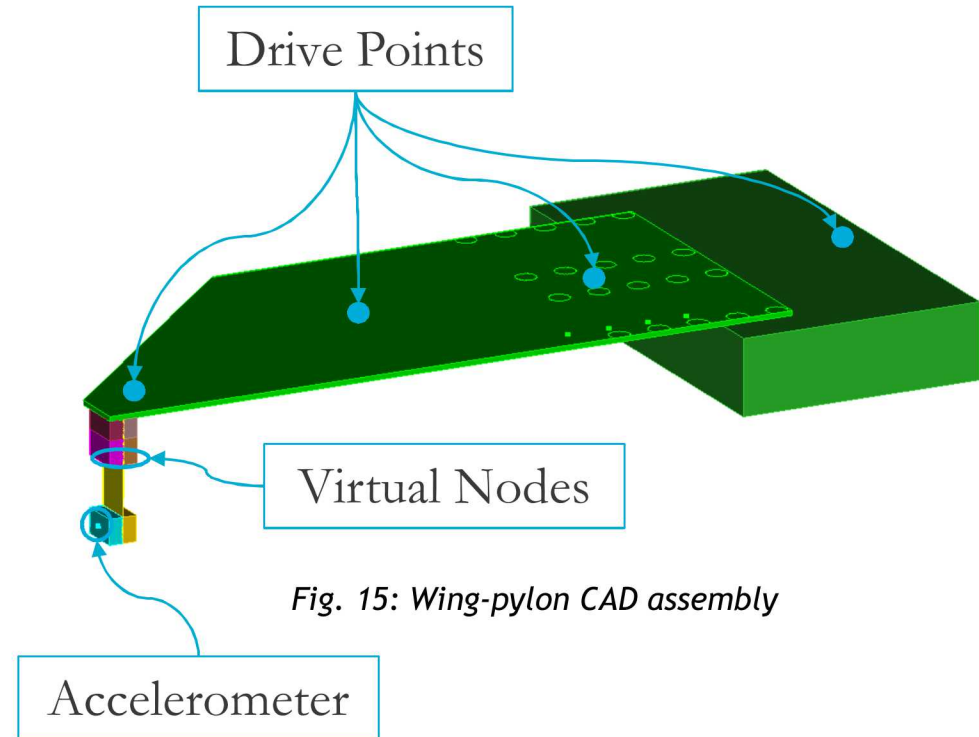 Drive Points
Virtual Nodes
Fig. 15: Wing-pylon CAD assembly
Accelerometer